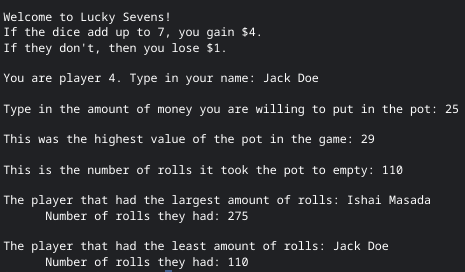 Welcome to Lucky Sevens!
If the dice add up to 7, you gain $4.
If they don't, then you lose $1.
You are player 4. Type in your name: Jack Doe
Type in the amount of money you are willing to put in the pot: 25
This was the highest value of the pot in the game: 29
This is the number of rolls it took the pot to empty: 110
The player that had the largest amount of rolls: Ishai Masada
Number of rolls they had: 275
The player that had the least amount of rolls: Jack Doe
Number of rolls they had: 110